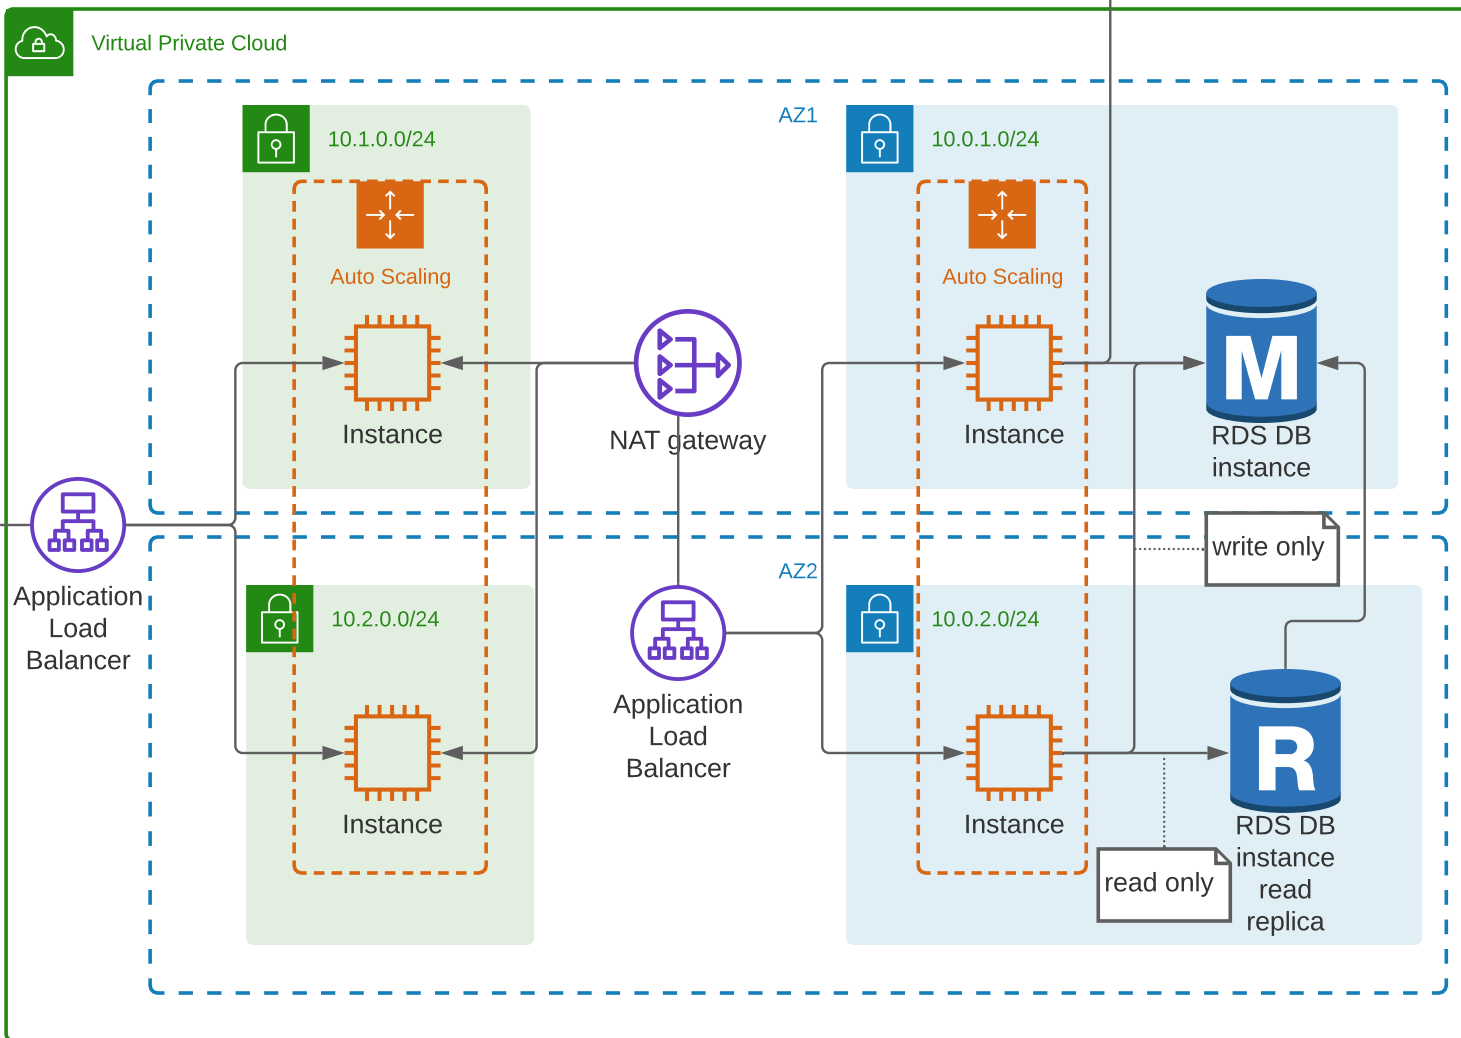 Virtual Private Cloud
AZ1
10.1.0.0/24
10.0.1.0/24
Auto Scaling
Auto Scaling
Instance
NAT gateway
Instance
M
RDS DB
instance
write only
Application
Load
Balancer
AZ2
10.2.0.0/24
10.0.2.0/24
Application
Load
Balancer
Instance
Instance
R
RDS DB
instance
read
replica
read only